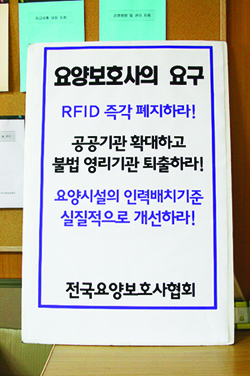 요양보호사의 요구
RFID 즉각 폐지하라!
공공기관 확대하고
불법 영리기관 퇴출하라!
요양시설의 인력배치기준
실질적으로 개선하라!
전국요양보호사협회